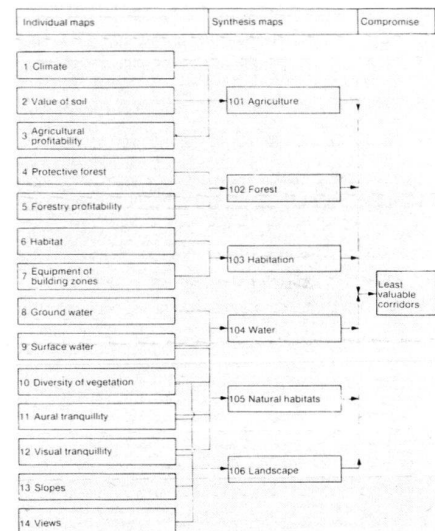 Individual maps
Synthesis maps
Compromise
1 Climate
2 Value of soil
3 Agricultural
profitability
4 Protective forest
5 Forestry profitability
6 Habitat
7 Equipment of
building zones
8 Ground water
9 Surface water
10 Diversity of vegetation
11 Aural tranquillity
12 Visual tranquillity
13 Slopes
14 Views
101 Agriculture
102 Forest
103 Habitation
104 Water
105 Natural habitats
106 Landscape
Least
valuable
corridors